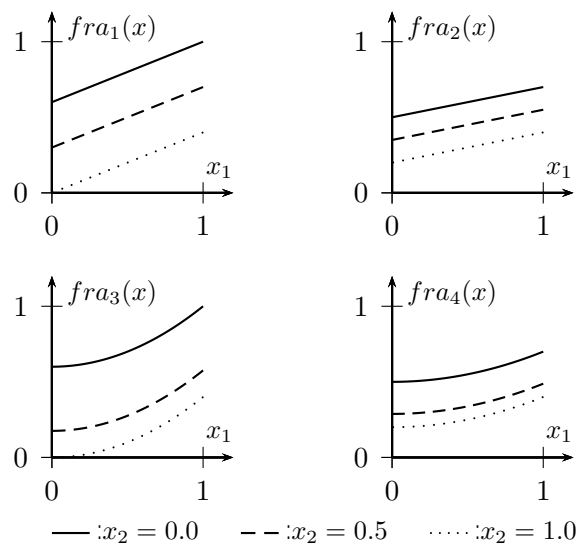 fra₁(x) fra₂(x)
1 1
x₁ x₁
0 0
0 1 0 1
fra₃(x) fra₄(x)
1 1
x₁ x₁
0 0
0 1 0 1
:x₂ = 0.0 :x₂ = 0.5 :x₂ = 1.0